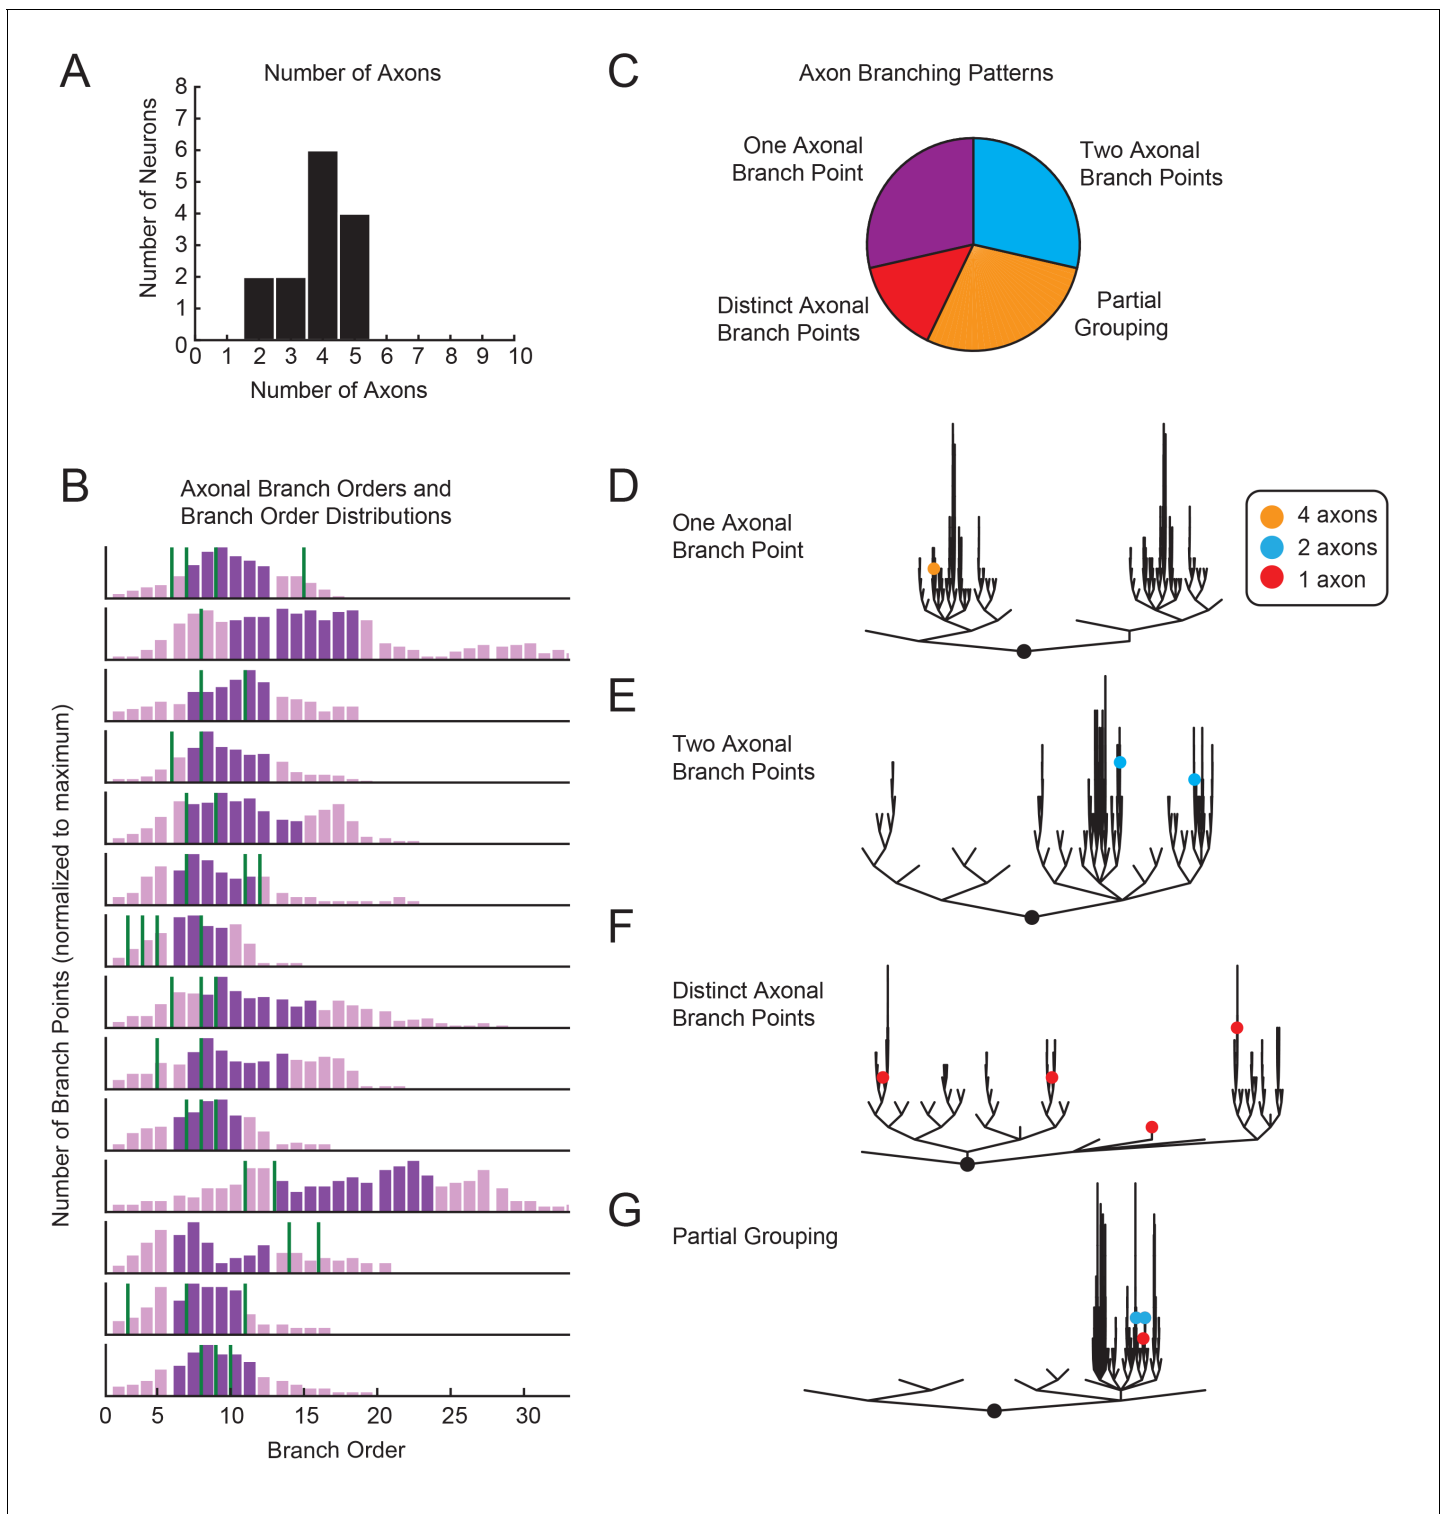 A
Number of Axons
Number of Neurons
8
7
6
5
4
3
2
1
0
0 1 2 3 4 5 6 7 8 9 10
Number of Axons
B
Axonal Branch Orders and
Branch Order Distributions
Number of Branch Points (normalized to maximum)
0 5 10 15 20 25 30
Branch Order
C
Axon Branching Patterns
One Axonal
Branch Point
Two Axonal
Branch Points
Distinct Axonal
Branch Points
Partial
Grouping
D
One Axonal
Branch Point
4 axons
2 axons
1 axon
E
Two Axonal
Branch Points
F
Distinct Axonal
Branch Points
G
Partial Grouping